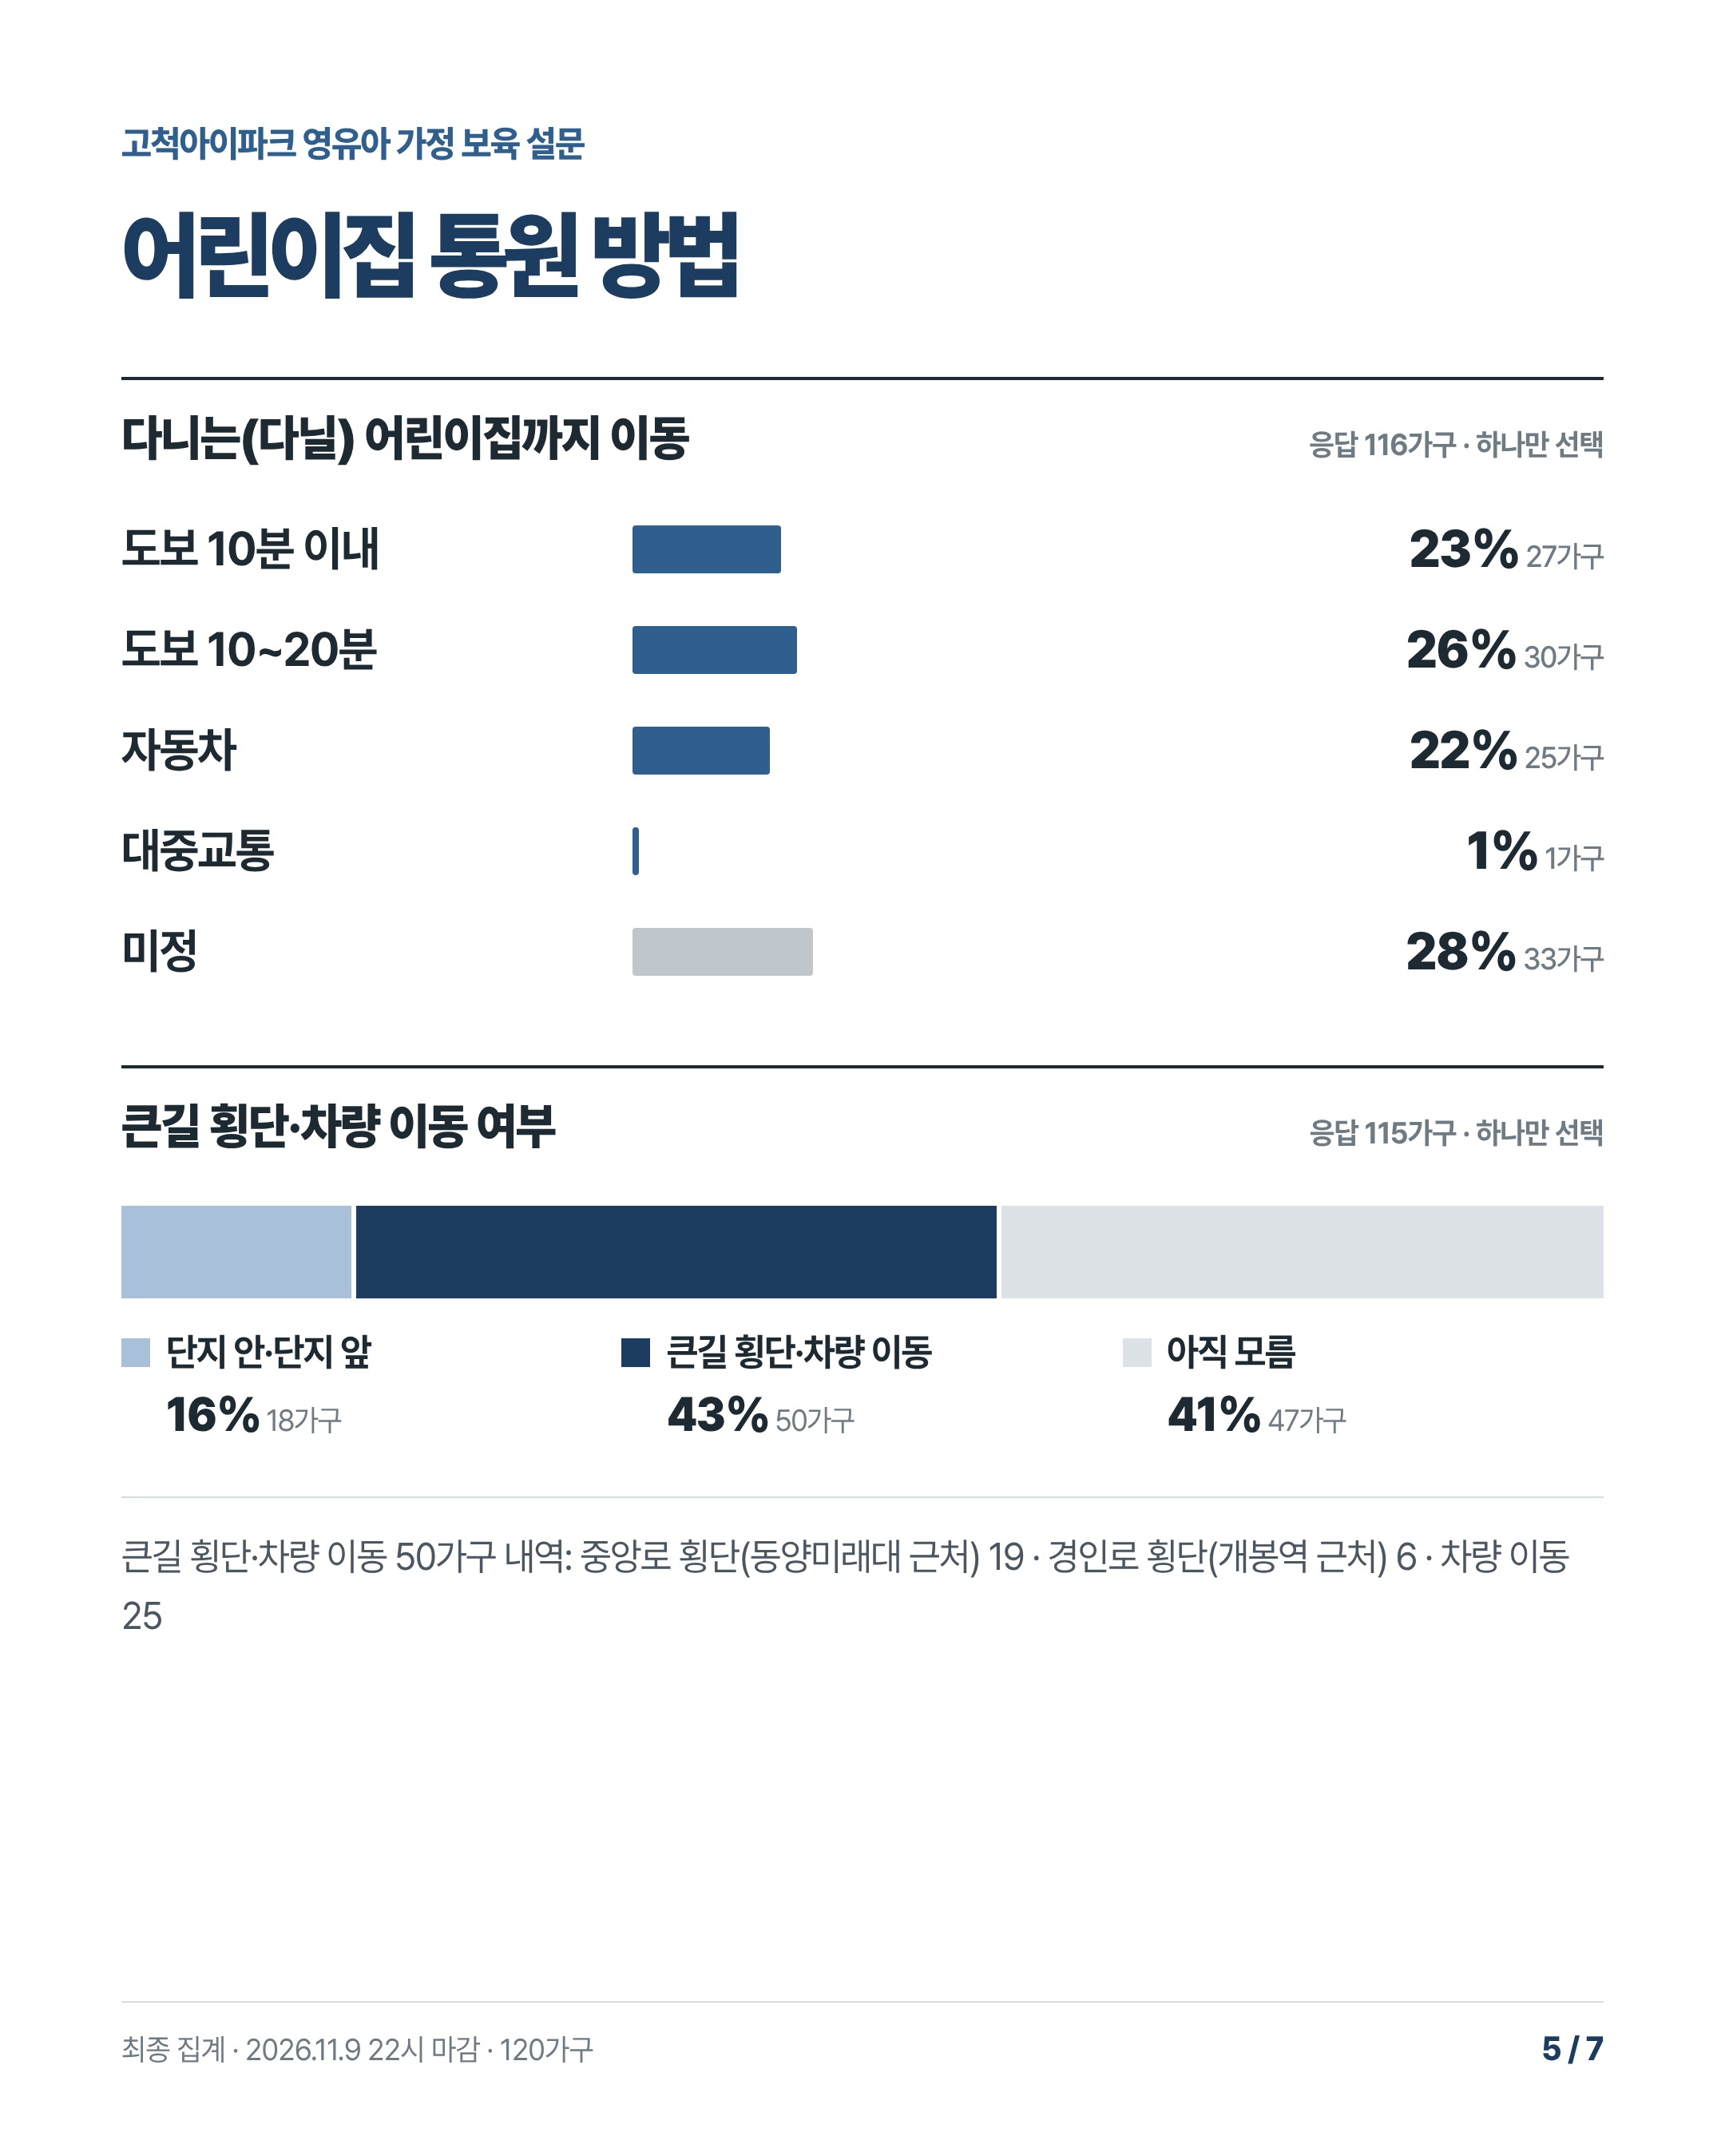 고척아이파크 영유아 가정 보육 설문
어린이집 통원 방법
다니는(다닐) 어린이집까지 이동
응답 116가구 · 하나만 선택
도보 10분 이내 23% 27가구
도보 10~20분 26% 30가구
자동차 22% 25가구
대중교통 1% 1가구
미정 28% 33가구
큰길 횡단·차량 이동 여부
응답 115가구 · 하나만 선택
단지 안·단지 앞
16% 18가구
큰길 횡단·차량 이동
43% 50가구
아직 모름
41% 47가구
큰길 횡단·차량 이동 50가구 내역: 중앙로 횡단(동양미래대 근처) 19 · 경인로 횡단(개봉역 근처) 6 · 차량 이동
25
최종 집계 · 2026.11.9 22시 마감 · 120가구
5 / 7